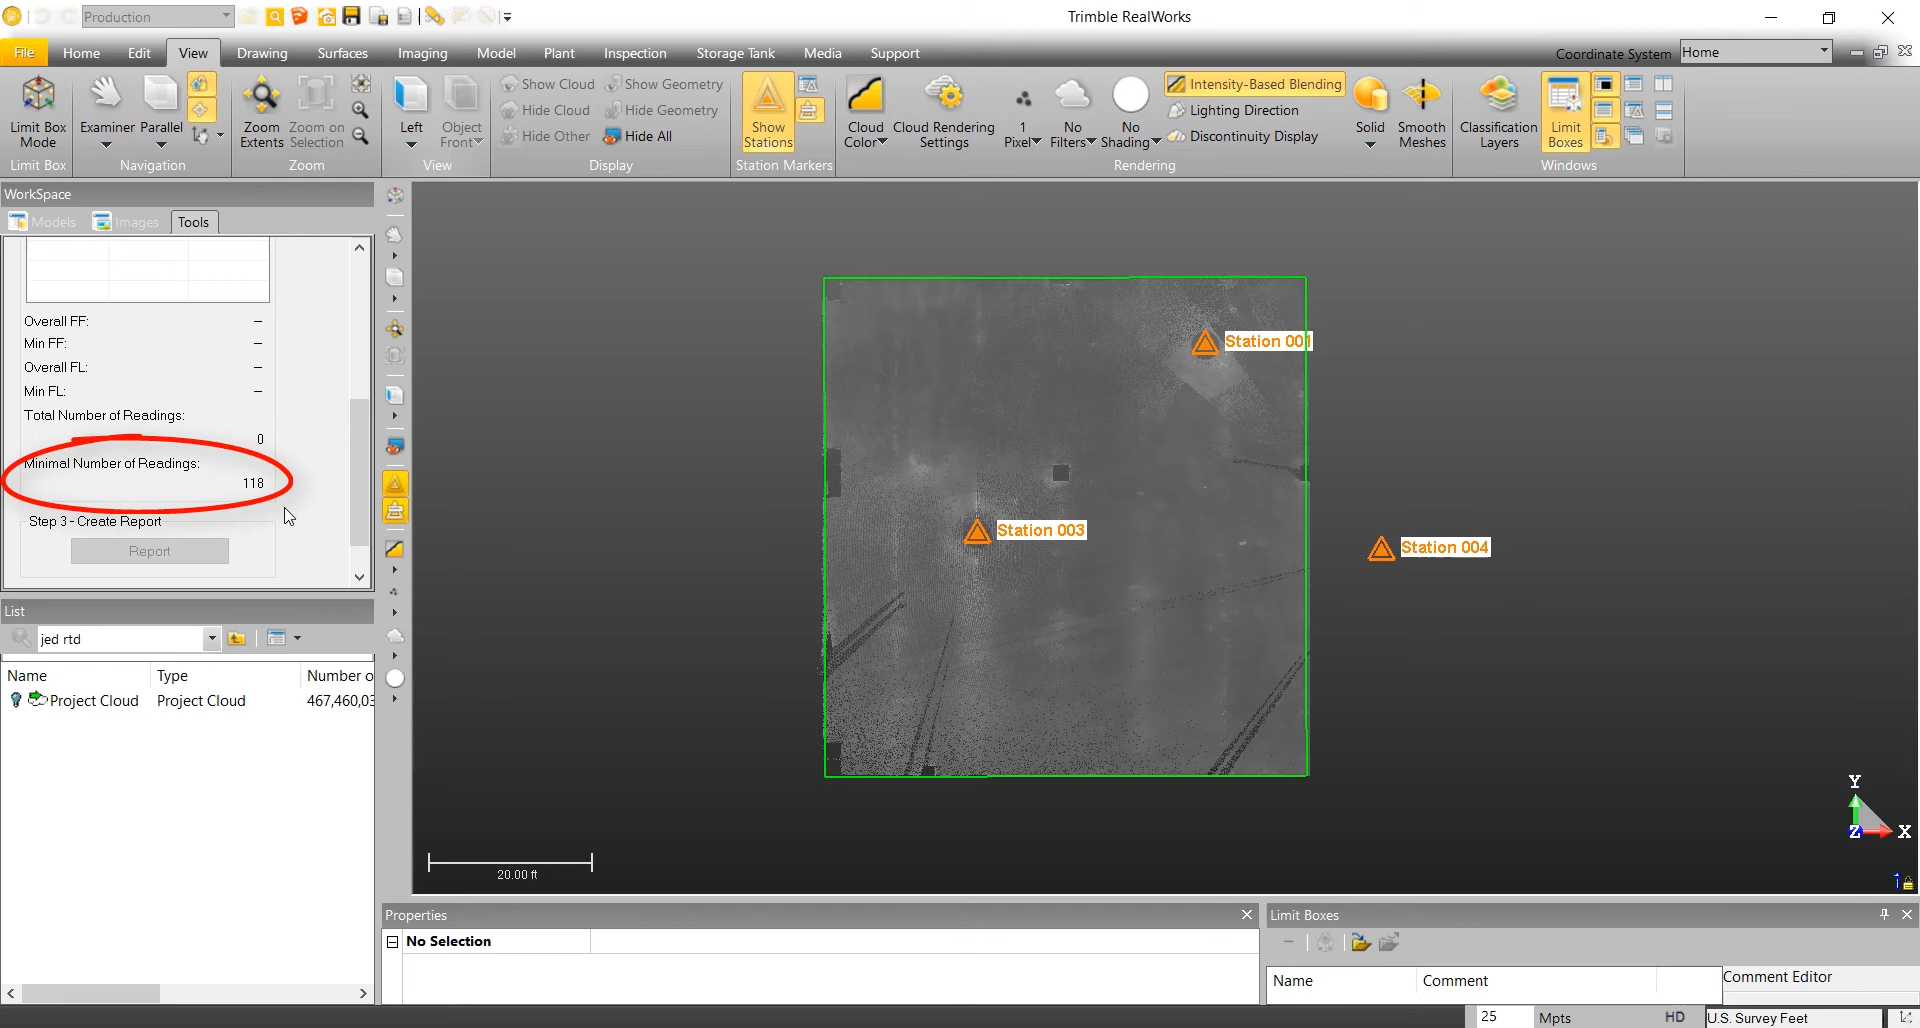 Production
Trimble RealWorks
File Home Edit View Drawing Surfaces Imaging Model Plant Inspection Storage Tank Media Support
Coordinate System Home
Limit Box Mode
Limit Box
Examiner Parallel
Navigation
Zoom Extents
Zoom on Selection
Zoom
Left
Object Front
View
Show Cloud Show Geometry
Hide Cloud Hide Geometry
Hide Other Hide All
Display
Show Stations
Station Markers
Cloud Color
Cloud Rendering Settings
1 Pixel
No Filters
No Shading
Intensity-Based Blending
Lighting Direction
Discontinuity Display
Solid
Smooth Meshes
Rendering
Classification Layers
Limit Boxes
Windows
WorkSpace
Models Images Tools
Overall FF: –
Min FF: –
Overall FL: –
Min FL: –
Total Number of Readings:
0
Minimal Number of Readings:
118
Step 3 - Create Report
Report
List
jed rtd
Name Type Number o
Project Cloud Project Cloud 467,460,03
Station 001
Station 003
Station 004
20.00 ft
Y
Z X
Properties
No Selection
Limit Boxes
Name Comment
Comment Editor
25 Mpts HD U.S. Survey Feet